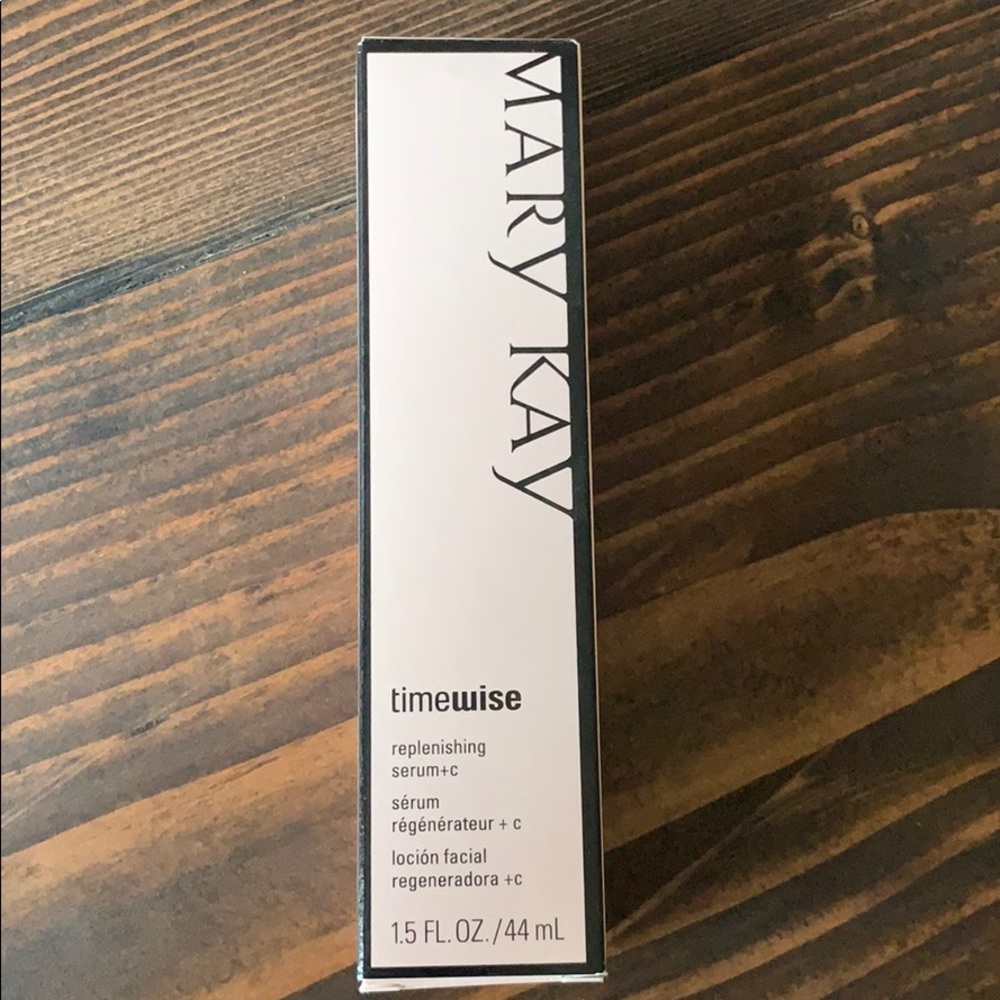 MARY KAY
timewise
replenishing
serum+c
sérum
régénérateur + c
loción facial
regeneradora +c
1.5 FL. OZ./44 mL